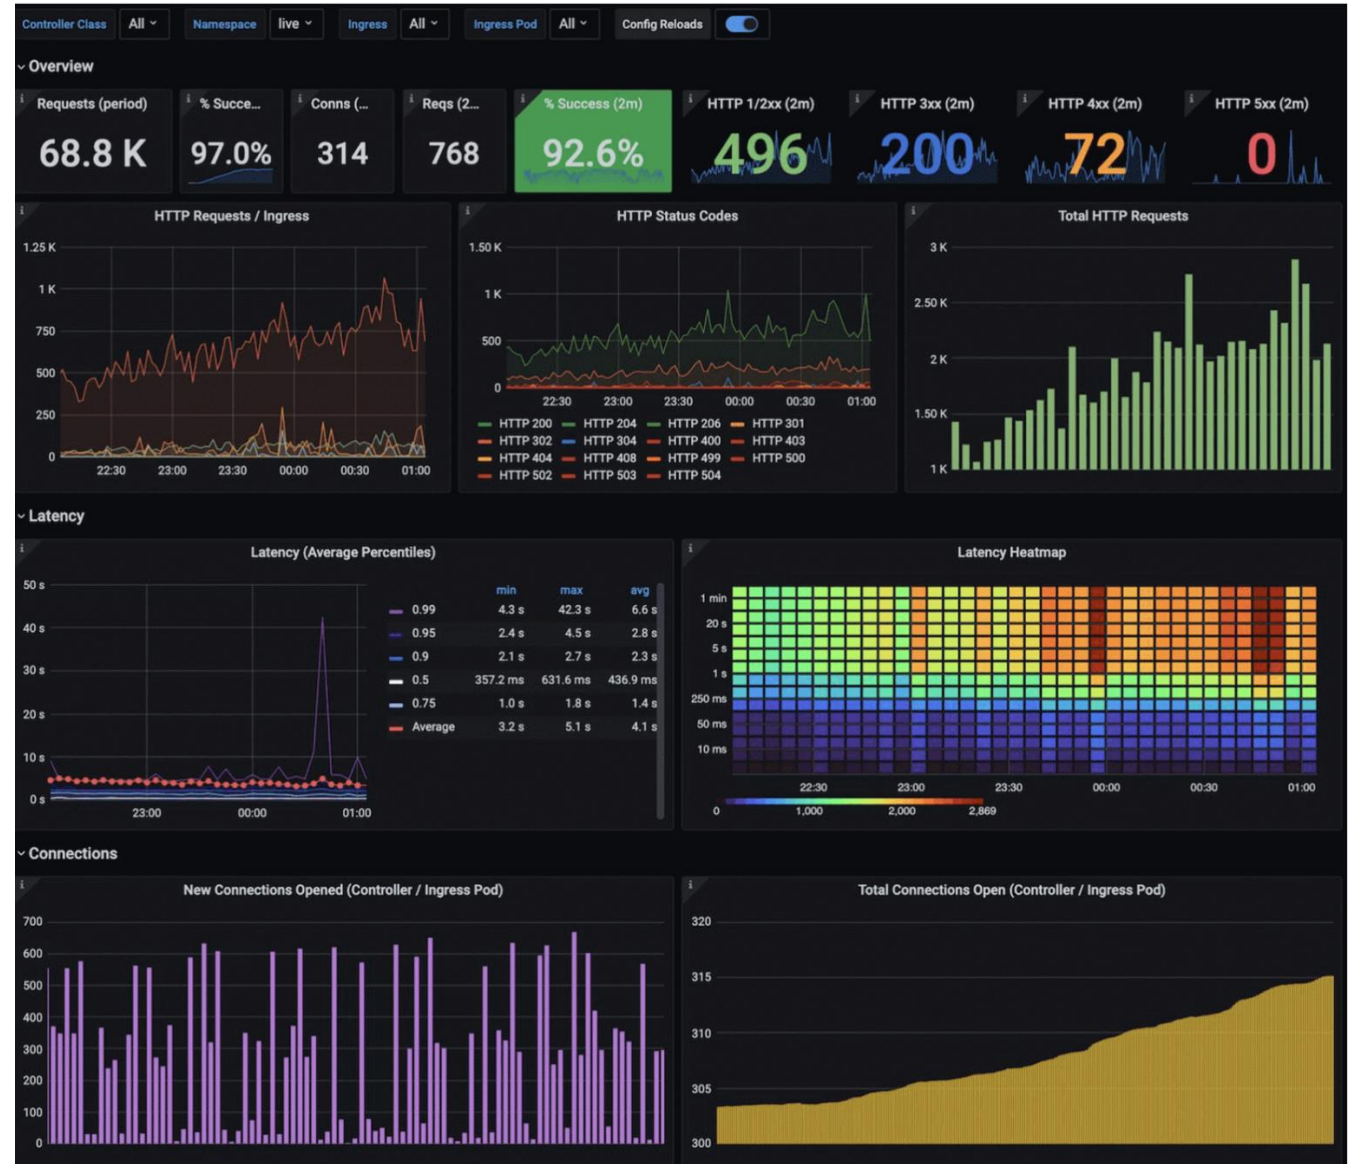 Controller Class All Namespace live Ingress All Ingress Pod All Config Reloads
Overview
Requests (period)
68.8 K
% Succe...
97.0%
Conns (...
314
Reqs (2...
768
% Success (2m)
92.6%
HTTP 1/2xx (2m)
496
HTTP 3xx (2m)
200
HTTP 4xx (2m)
72
HTTP 5xx (2m)
0
HTTP Requests / Ingress
1.25 K
1 K
750
500
250
0
22:30 23:00 23:30 00:00 00:30 01:00
HTTP Status Codes
1.50 K
1 K
500
0
22:30 23:00 23:30 00:00 00:30 01:00
HTTP 200 HTTP 204 HTTP 206 HTTP 301
HTTP 302 HTTP 304 HTTP 400 HTTP 403
HTTP 404 HTTP 408 HTTP 499 HTTP 500
HTTP 502 HTTP 503 HTTP 504
Total HTTP Requests
3 K
2.50 K
2 K
1.50 K
1 K
Latency
Latency (Average Percentiles)
50 s
40 s
30 s
20 s
10 s
0 s
23:00 00:00 01:00
min max avg
0.99 4.3 s 42.3 s 6.6 s
0.95 2.4 s 4.5 s 2.8 s
0.9 2.1 s 2.7 s 2.3 s
0.5 357.2 ms 631.6 ms 436.9 ms
0.75 1.0 s 1.8 s 1.4 s
Average 3.2 s 5.1 s 4.1 s
Latency Heatmap
1 min
20 s
5 s
1 s
250 ms
50 ms
10 ms
22:30 23:00 23:30 00:00 00:30 01:00
0 1,000 2,000 2,869
Connections
New Connections Opened (Controller / Ingress Pod)
700
600
500
400
300
200
100
0
Total Connections Open (Controller / Ingress Pod)
320
315
310
305
300